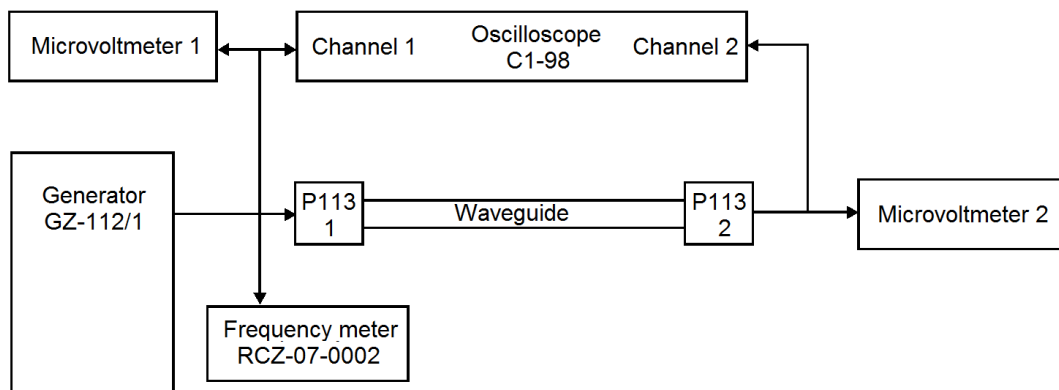 Microvoltmeter 1
Channel 1
Oscilloscope
C1-98
Channel 2
Generator
GZ-112/1
P113
1
Waveguide
P113
2
Microvoltmeter 2
Frequency meter
RCZ-07-0002